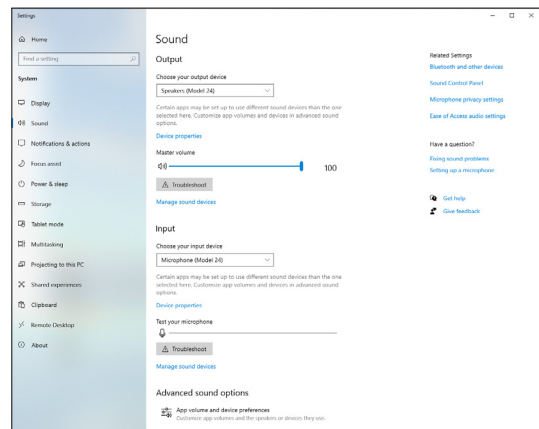 Settings
Home
Find a setting
System
Display
Sound
Notifications & actions
Focus assist
Power & sleep
Storage
Tablet mode
Multitasking
Projecting to this PC
Shared experiences
Clipboard
Remote Desktop
About
Sound
Output
Choose your output device
Speakers (Model 24)
Certain apps may be set up to use different sound devices than the one
selected here. Customize app volumes and devices in advanced sound
options.
Device properties
Master volume
100
Troubleshoot
Manage sound devices
Input
Choose your input device
Microphone (Model 24)
Certain apps may be set up to use different sound devices than the one
selected here. Customize app volumes and devices in advanced sound
options.
Device properties
Test your microphone
Troubleshoot
Manage sound devices
Advanced sound options
App volume and device preferences
Customize app volumes and the speakers or devices they use.
Related Settings
Bluetooth and other devices
Sound Control Panel
Microphone privacy settings
Ease of Access audio settings
Have a question?
Fixing sound problems
Setting up a microphone
Get help
Give feedback